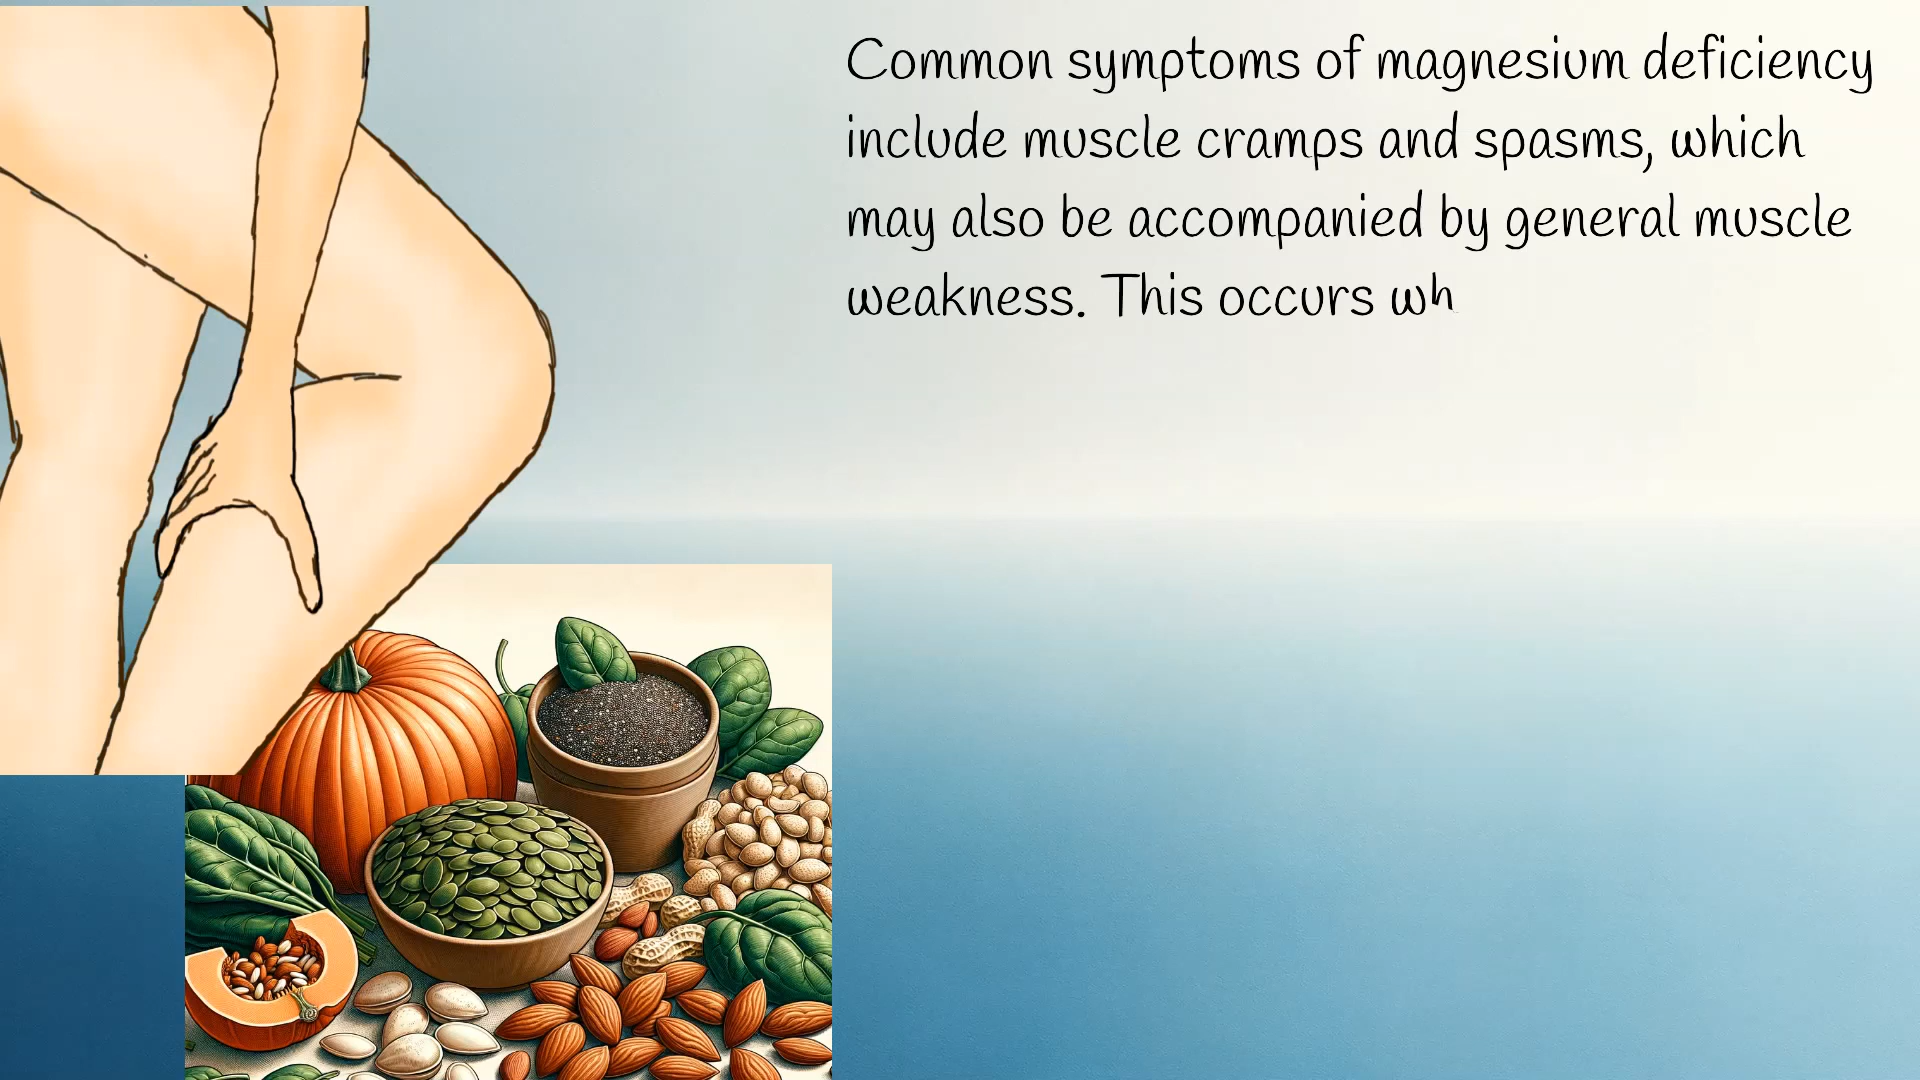 Common symptoms of magnesium deficiency
include muscle cramps and spasms, which
may also be accompanied by general muscle
weakness. This occurs wh